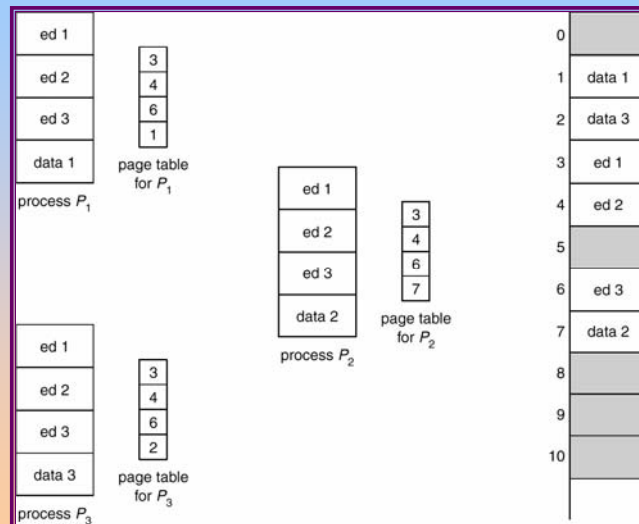 ed 1
ed 2
ed 3
data 1
process P1
3
4
6
1
page table
for P1
ed 1
ed 2
ed 3
data 2
process P2
3
4
6
7
page table
for P2
ed 1
ed 2
ed 3
data 3
process P3
3
4
6
2
page table
for P3
0
1 data 1
2 data 3
3 ed 1
4 ed 2
5
6 ed 3
7 data 2
8
9
10